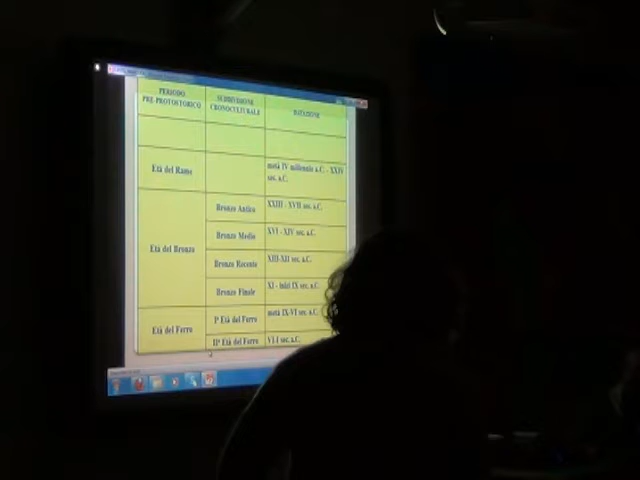 PERIODO
PRE-PROTOSTORICO
SUDDIVISIONE
CRONOCULTURALE
DATAZIONE
Età del Rame
metà IV millennio a.C. - XXIV
sec. a.C.
Età del Bronzo
Bronzo Antico
XXIII - XVII sec. a.C.
Bronzo Medio
XVI - XIV sec. a.C.
Bronzo Recente
XIII-XII sec. a.C.
Bronzo Finale
XI - inizi IX sec. a.C.
Età del Ferro
Iª Età del Ferro
metà IX-VI sec. a.C.
IIª Età del Ferro
VI-I sec. a.C.